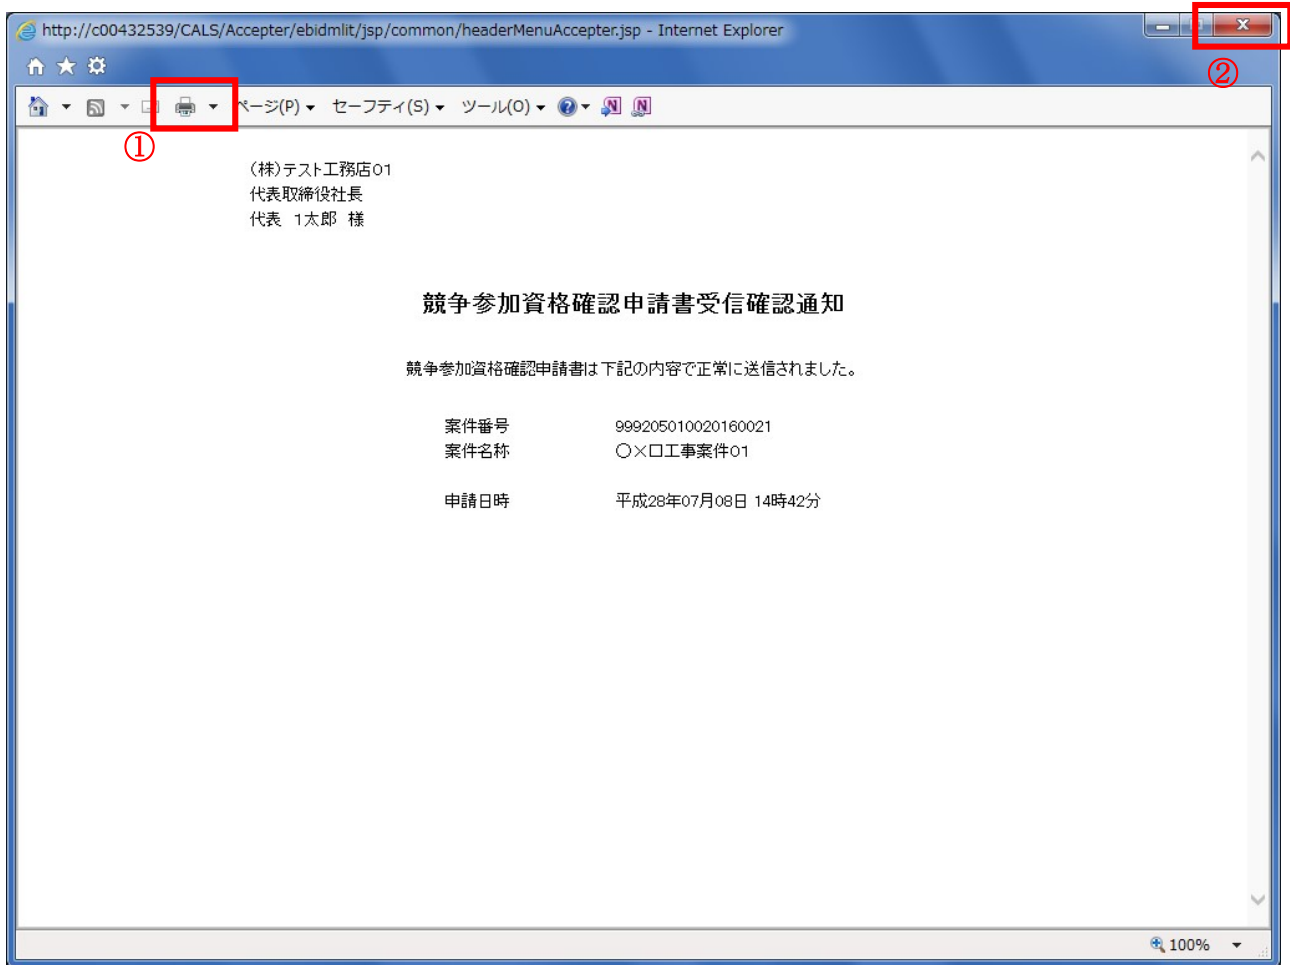 http://c00432539/CALS/Accepter/ebidmlit/jsp/common/headerMenuAccepter.jsp - Internet Explorer
②
ページ(P) セーフティ(S) ツール(O)
①
(株)テスト工務店01
代表取締役社長
代表 1太郎 様
競争参加資格確認申請書受信確認通知
競争参加資格確認申請書は下記の内容で正常に送信されました。
案件番号 999205010020160021
案件名称 〇×口工事案件01
申請日時 平成28年07月08日 14時42分
100%